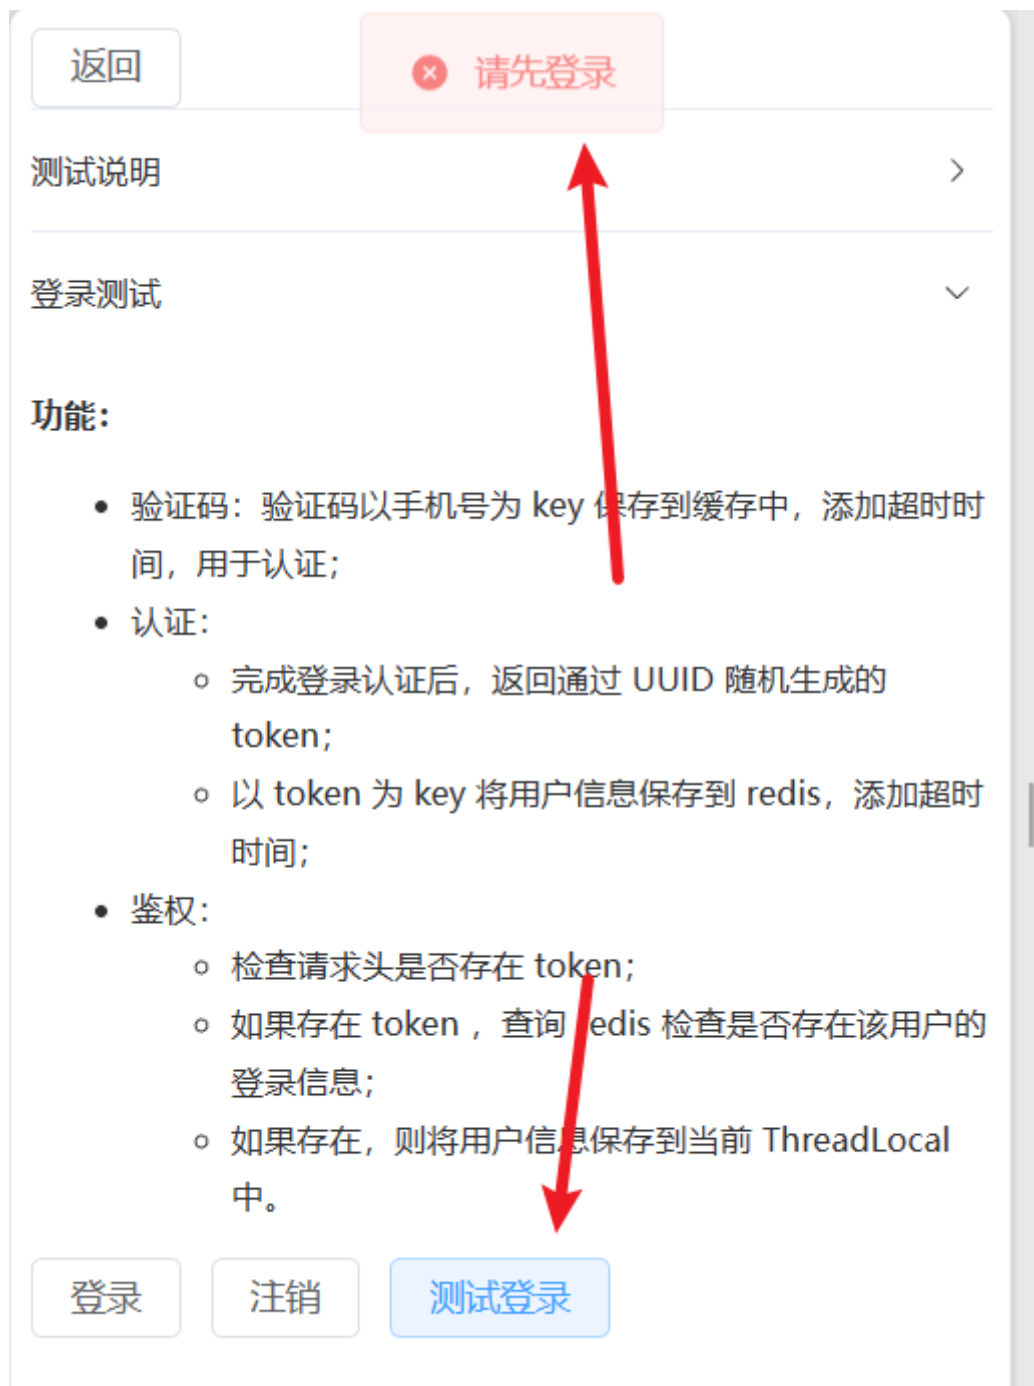 返回
请先登录
测试说明
登录测试
功能：
验证码：验证码以手机号为 key 保存到缓存中，添加超时时
间，用于认证；
认证：
完成登录认证后，返回通过 UUID 随机生成的
token；
以 token 为 key 将用户信息保存到 redis，添加超时
时间；
鉴权：
检查请求头是否存在 token；
如果存在 token ，查询 redis 检查是否存在该用户的
登录信息；
如果存在，则将用户信息保存到当前 ThreadLocal
中。
登录 注销 测试登录